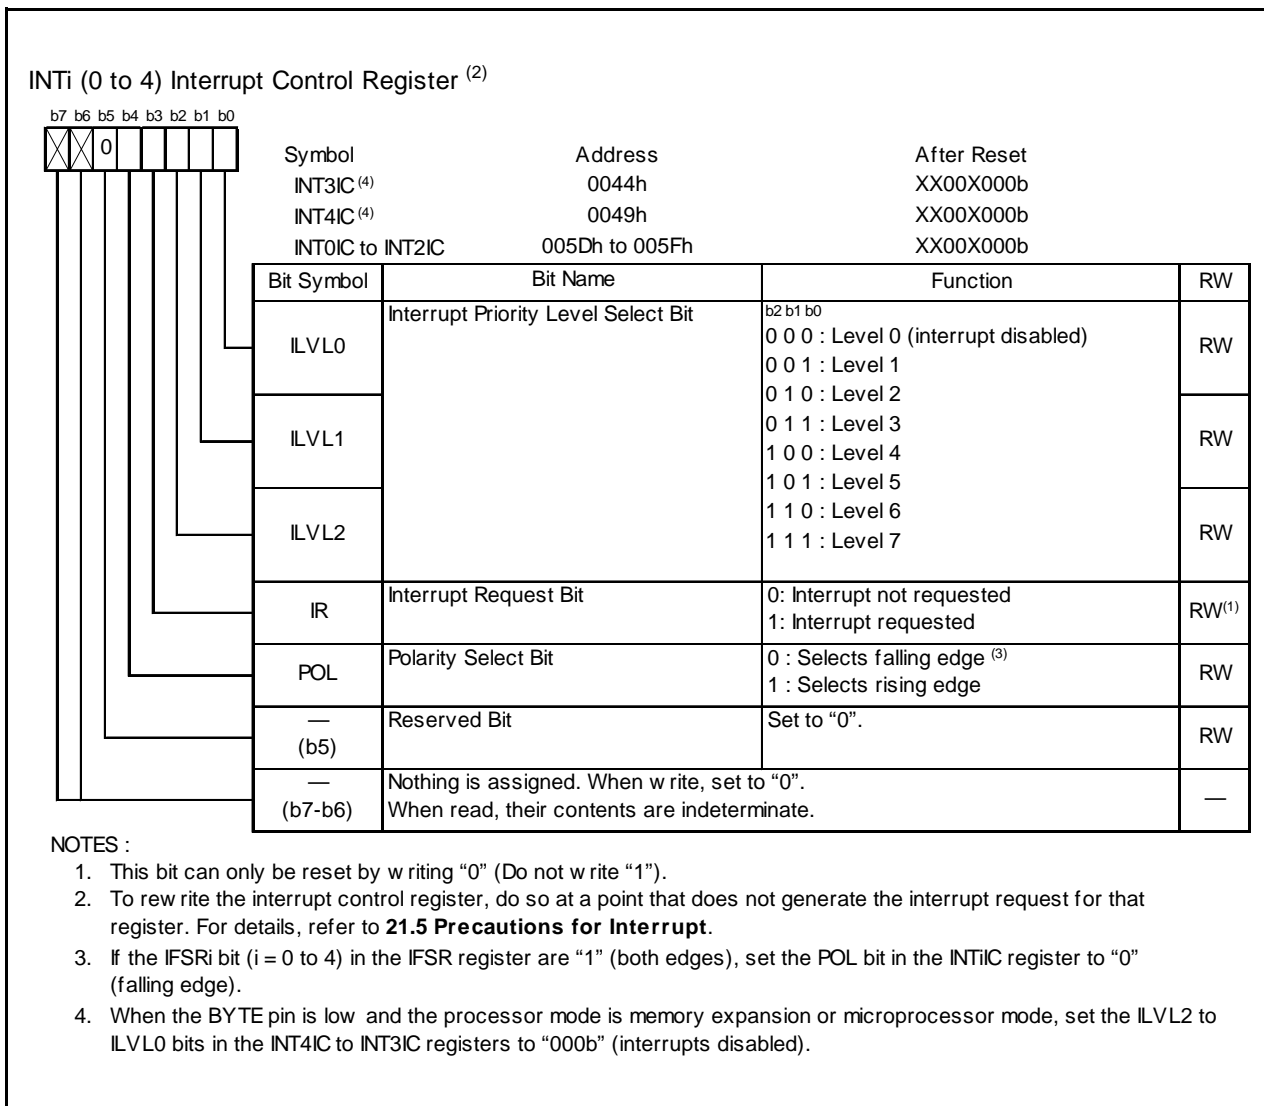 INTi (0 to 4) Interrupt Control Register (2)
b7 b6 b5 b4 b3 b2 b1 b0
0
Symbol Address After Reset
INT3IC (4) 0044h XX00X000b
INT4IC (4) 0049h XX00X000b
INT0IC to INT2IC 005Dh to 005Fh XX00X000b
Bit Symbol Bit Name Function RW
ILVL0 Interrupt Priority Level Select Bit b2 b1 b0
0 0 0 : Level 0 (interrupt disabled) RW
0 0 1 : Level 1
0 1 0 : Level 2
ILVL1 0 1 1 : Level 3 RW
1 0 0 : Level 4
1 0 1 : Level 5
ILVL2 1 1 0 : Level 6 RW
1 1 1 : Level 7
IR Interrupt Request Bit 0: Interrupt not requested RW(1)
1: Interrupt requested
POL Polarity Select Bit 0 : Selects falling edge (3) RW
1 : Selects rising edge
— Reserved Bit Set to “0”. RW
(b5)
— Nothing is assigned. When write, set to “0”. —
(b7-b6) When read, their contents are indeterminate.
NOTES :
1. This bit can only be reset by writing “0” (Do not write “1”).
2. To rewrite the interrupt control register, do so at a point that does not generate the interrupt request for that
register. For details, refer to 21.5 Precautions for Interrupt.
3. If the IFSRi bit (i = 0 to 4) in the IFSR register are “1” (both edges), set the POL bit in the INTiIC register to “0”
(falling edge).
4. When the BYTE pin is low and the processor mode is memory expansion or microprocessor mode, set the ILVL2 to
ILVL0 bits in the INT4IC to INT3IC registers to “000b” (interrupts disabled).